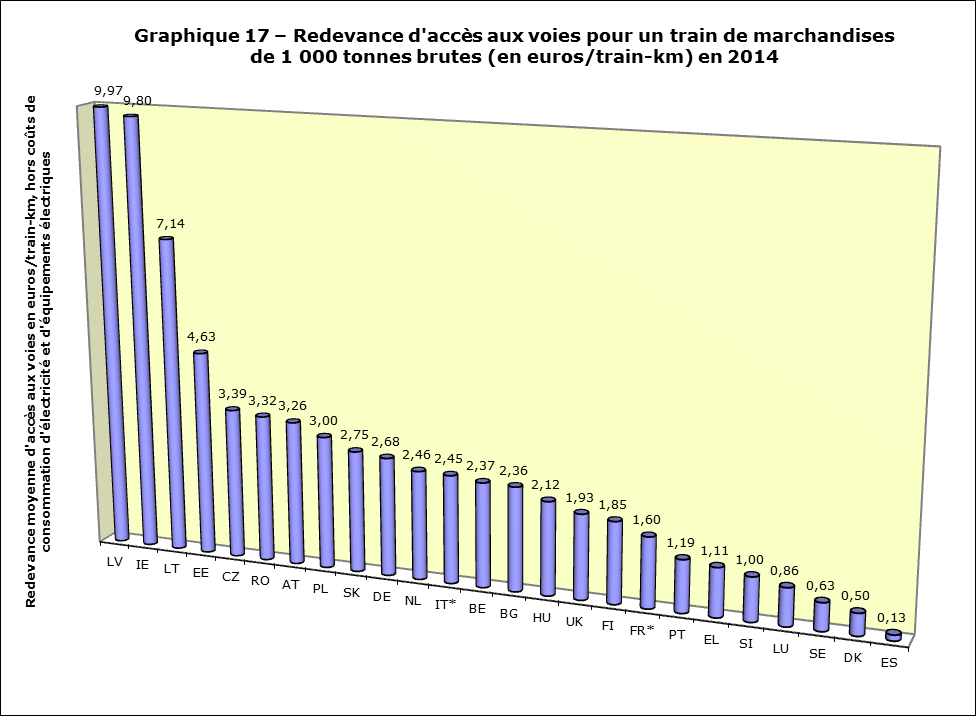 Graphique 17 – Redevance d'accès aux voies pour un train de marchandises
de 1 000 tonnes brutes (en euros/train-km) en 2014
Redevance moyenne d'accès aux voies en euros/train-km, hors coûts de
consommation d'électricité et d'équipements électriques
9,97
9,80
7,14
4,63
3,39
3,32
3,26
3,00
2,75
2,68
2,46
2,45
2,37
2,36
2,12
1,93
1,85
1,60
1,19
1,11
1,00
0,86
0,63
0,50
0,13
LV
IE
LT
EE
CZ
RO
AT
PL
SK
DE
NL
IT*
BE
BG
HU
UK
FI
FR*
PT
EL
SI
LU
SE
DK
ES